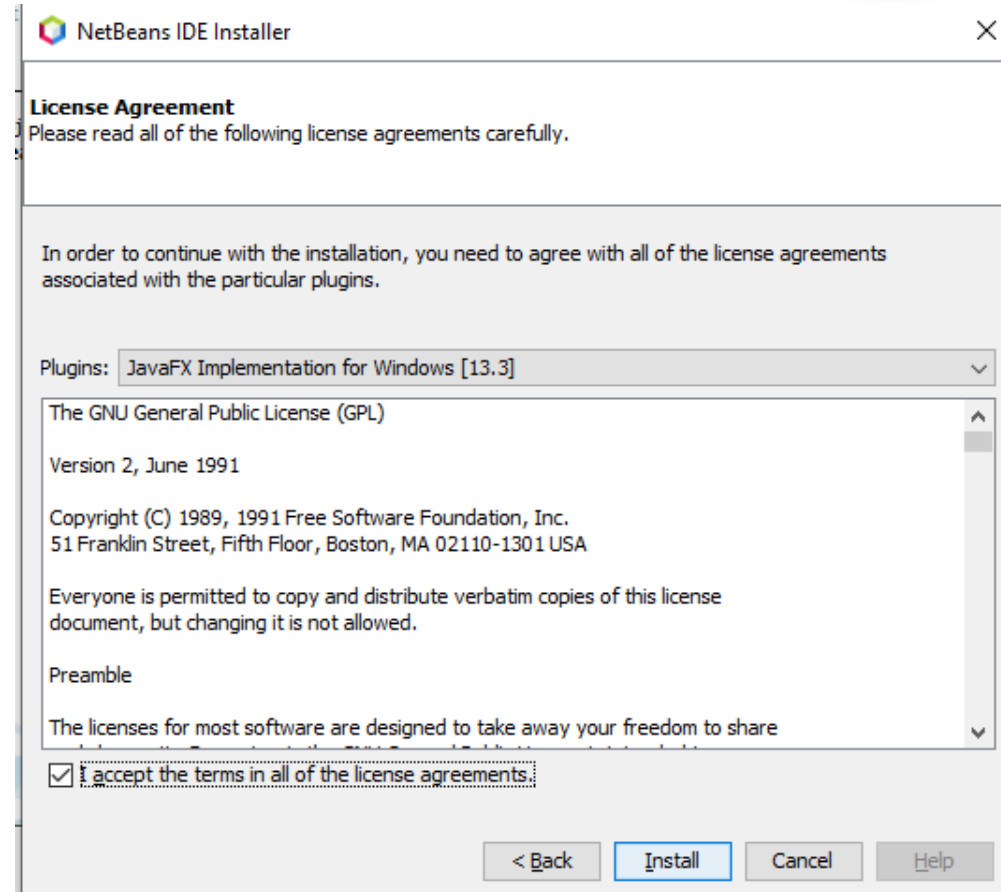 NetBeans IDE Installer
License Agreement
Please read all of the following license agreements carefully.
In order to continue with the installation, you need to agree with all of the license agreements
associated with the particular plugins.
Plugins: JavaFX Implementation for Windows [13.3]
The GNU General Public License (GPL)
Version 2, June 1991
Copyright (C) 1989, 1991 Free Software Foundation, Inc.
51 Franklin Street, Fifth Floor, Boston, MA 02110-1301 USA
Everyone is permitted to copy and distribute verbatim copies of this license
document, but changing it is not allowed.
Preamble
The licenses for most software are designed to take away your freedom to share
I accept the terms in all of the license agreements.
< Back
Install
Cancel
Help